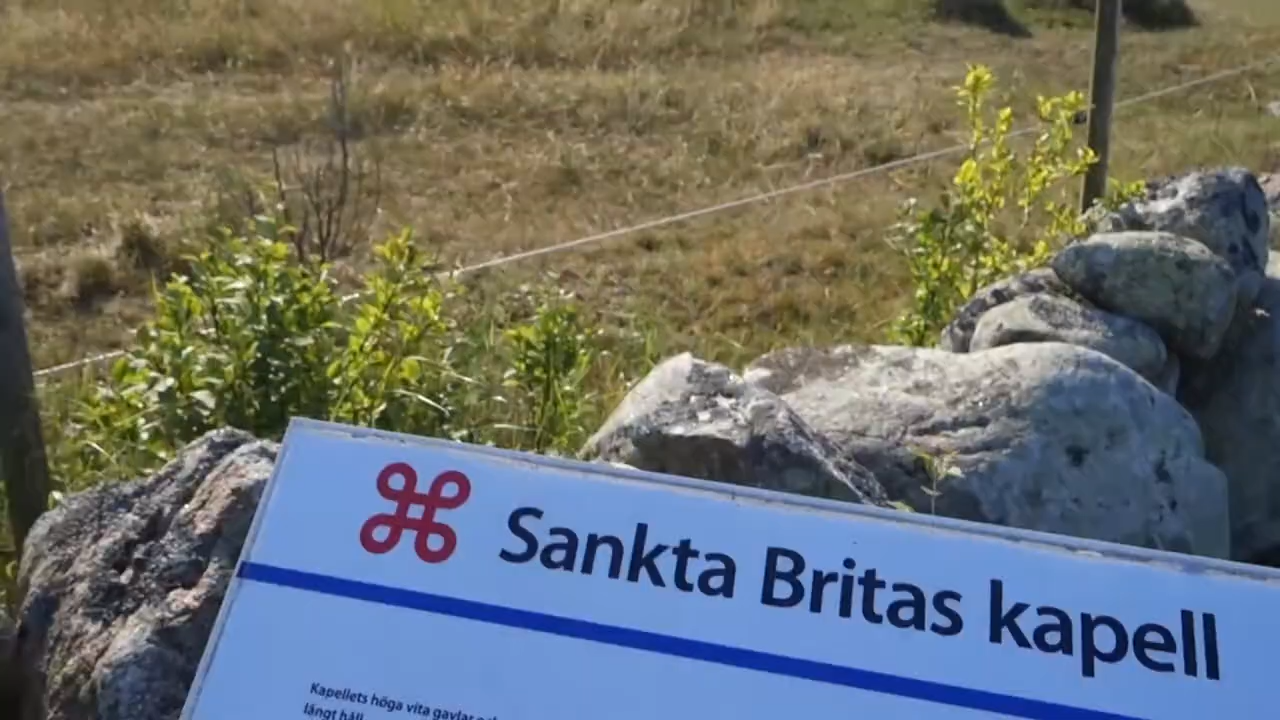 Sankta Britas kapell
Kapellets höga vita gavlar
långt håll